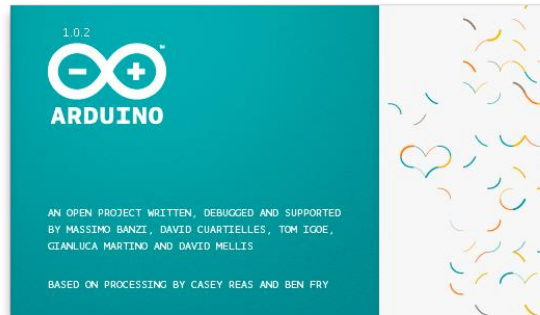 1.0.2
ARDUINO
AN OPEN PROJECT WRITTEN, DEBUGGED AND SUPPORTED
BY MASSIMO BANZI, DAVID CUARTIELLES, TOM IGOE,
GIANLUCA MARTINO AND DAVID MELLIS
BASED ON PROCESSING BY CASEY REAS AND BEN FRY